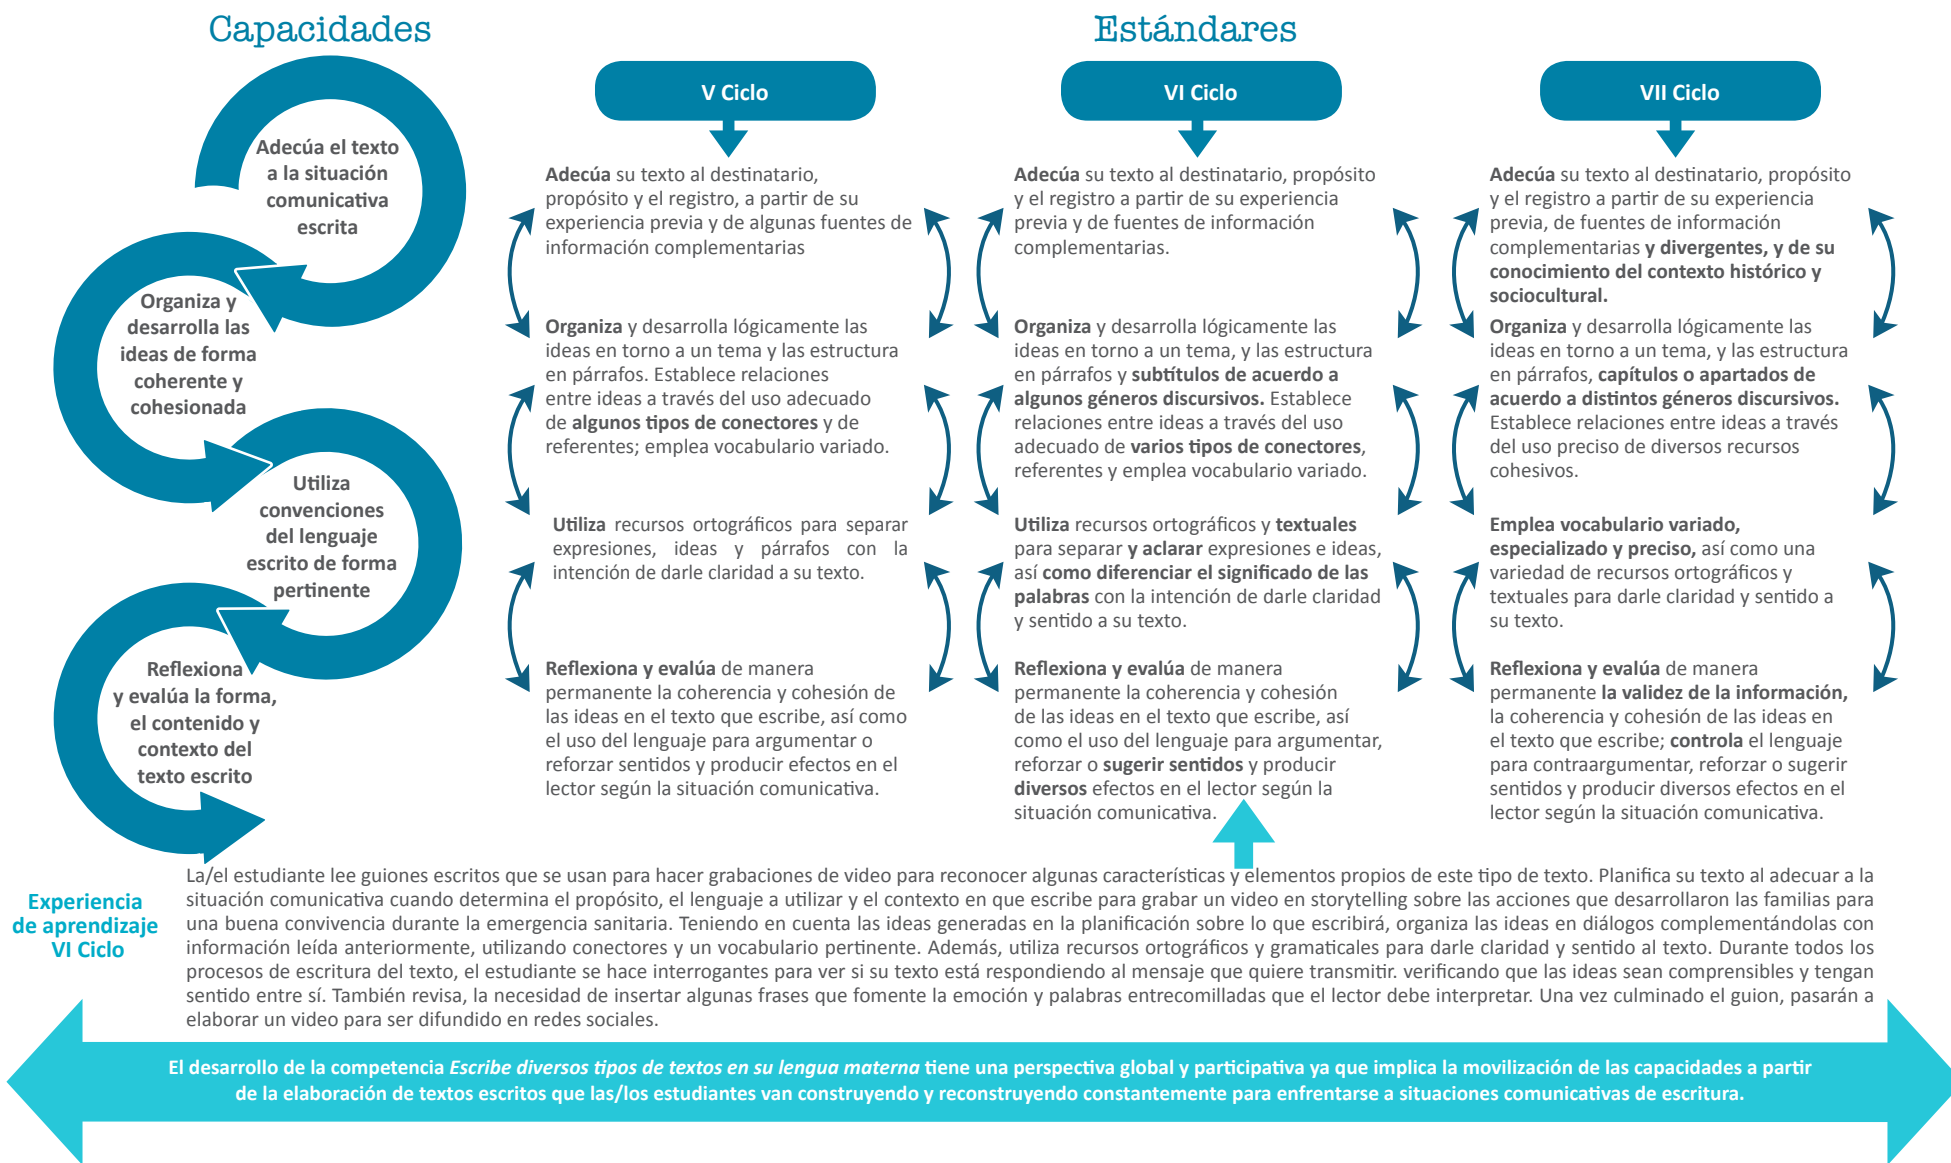 Capacidades
Adecúa el texto
a la situación
comunicativa
escrita
Organiza y
desarrolla las
ideas de forma
coherente y
cohesionada
Utiliza
convenciones
del lenguaje
escrito de forma
pertinente
Reflexiona
y evalúa la forma,
el contenido y
contexto del
texto escrito
Estándares
V Ciclo
Adecúa su texto al destinatario,
propósito y el registro, a partir de su
experiencia previa y de algunas fuentes de
información complementarias
Organiza y desarrolla lógicamente las
ideas en torno a un tema y las estructura
en párrafos. Establece relaciones
entre ideas a través del uso adecuado
de algunos tipos de conectores y de
referentes; emplea vocabulario variado.
Utiliza recursos ortográficos para separar
expresiones, ideas y párrafos con la
intención de darle claridad a su texto.
Reflexiona y evalúa de manera
permanente la coherencia y cohesión de
las ideas en el texto que escribe, así como
el uso del lenguaje para argumentar o
reforzar sentidos y producir efectos en el
lector según la situación comunicativa.
VI Ciclo
Adecúa su texto al destinatario, propósito
y el registro a partir de su experiencia
previa y de fuentes de información
complementarias.
Organiza y desarrolla lógicamente las
ideas en torno a un tema, y las estructura
en párrafos y subtítulos de acuerdo a
algunos géneros discursivos. Establece
relaciones entre ideas a través del uso
adecuado de varios tipos de conectores,
referentes y emplea vocabulario variado.
Utiliza recursos ortográficos y textuales
para separar y aclarar expresiones e ideas,
así como diferenciar el significado de las
palabras con la intención de darle claridad
y sentido a su texto.
Reflexiona y evalúa de manera
permanente la coherencia y cohesión
de las ideas en el texto que escribe, así
como el uso del lenguaje para argumentar,
reforzar o sugerir sentidos y producir
diversos efectos en el lector según la
situación comunicativa.
VII Ciclo
Adecúa su texto al destinatario, propósito
y el registro a partir de su experiencia
previa, de fuentes de información
complementarias y divergentes, y de su
conocimiento del contexto histórico y
sociocultural.
Organiza y desarrolla lógicamente las
ideas en torno a un tema, y las estructura
en párrafos, capítulos o apartados de
acuerdo a distintos géneros discursivos.
Establece relaciones entre ideas a través
del uso preciso de diversos recursos
cohesivos.
Emplea vocabulario variado,
especializado y preciso, así como una
variedad de recursos ortográficos y
textuales para darle claridad y sentido a
su texto.
Reflexiona y evalúa de manera
permanente la validez de la información,
la coherencia y cohesión de las ideas en
el texto que escribe; controla el lenguaje
para contraargumentar, reforzar o sugerir
sentidos y producir diversos efectos en el
lector según la situación comunicativa.
Experiencia
de aprendizaje
VI Ciclo
La/el estudiante lee guiones escritos que se usan para hacer grabaciones de video para reconocer algunas características y elementos propios de este tipo de texto. Planifica su texto al adecuar a la
situación comunicativa cuando determina el propósito, el lenguaje a utilizar y el contexto en que escribe para grabar un video en storytelling sobre las acciones que desarrollaron las familias para
una buena convivencia durante la emergencia sanitaria. Teniendo en cuenta las ideas generadas en la planificación sobre lo que escribirá, organiza las ideas en diálogos complementándolas con
información leída anteriormente, utilizando conectores y un vocabulario pertinente. Además, utiliza recursos ortográficos y gramaticales para darle claridad y sentido al texto. Durante todos los
procesos de escritura del texto, el estudiante se hace interrogantes para ver si su texto está respondiendo al mensaje que quiere transmitir. verificando que las ideas sean comprensibles y tengan
sentido entre sí. También revisa, la necesidad de insertar algunas frases que fomente la emoción y palabras entrecomilladas que el lector debe interpretar. Una vez culminado el guion, pasarán a
elaborar un video para ser difundido en redes sociales.
El desarrollo de la competencia Escribe diversos tipos de textos en su lengua materna tiene una perspectiva global y participativa ya que implica la movilización de las capacidades a partir
de la elaboración de textos escritos que las/los estudiantes van construyendo y reconstruyendo constantemente para enfrentarse a situaciones comunicativas de escritura.